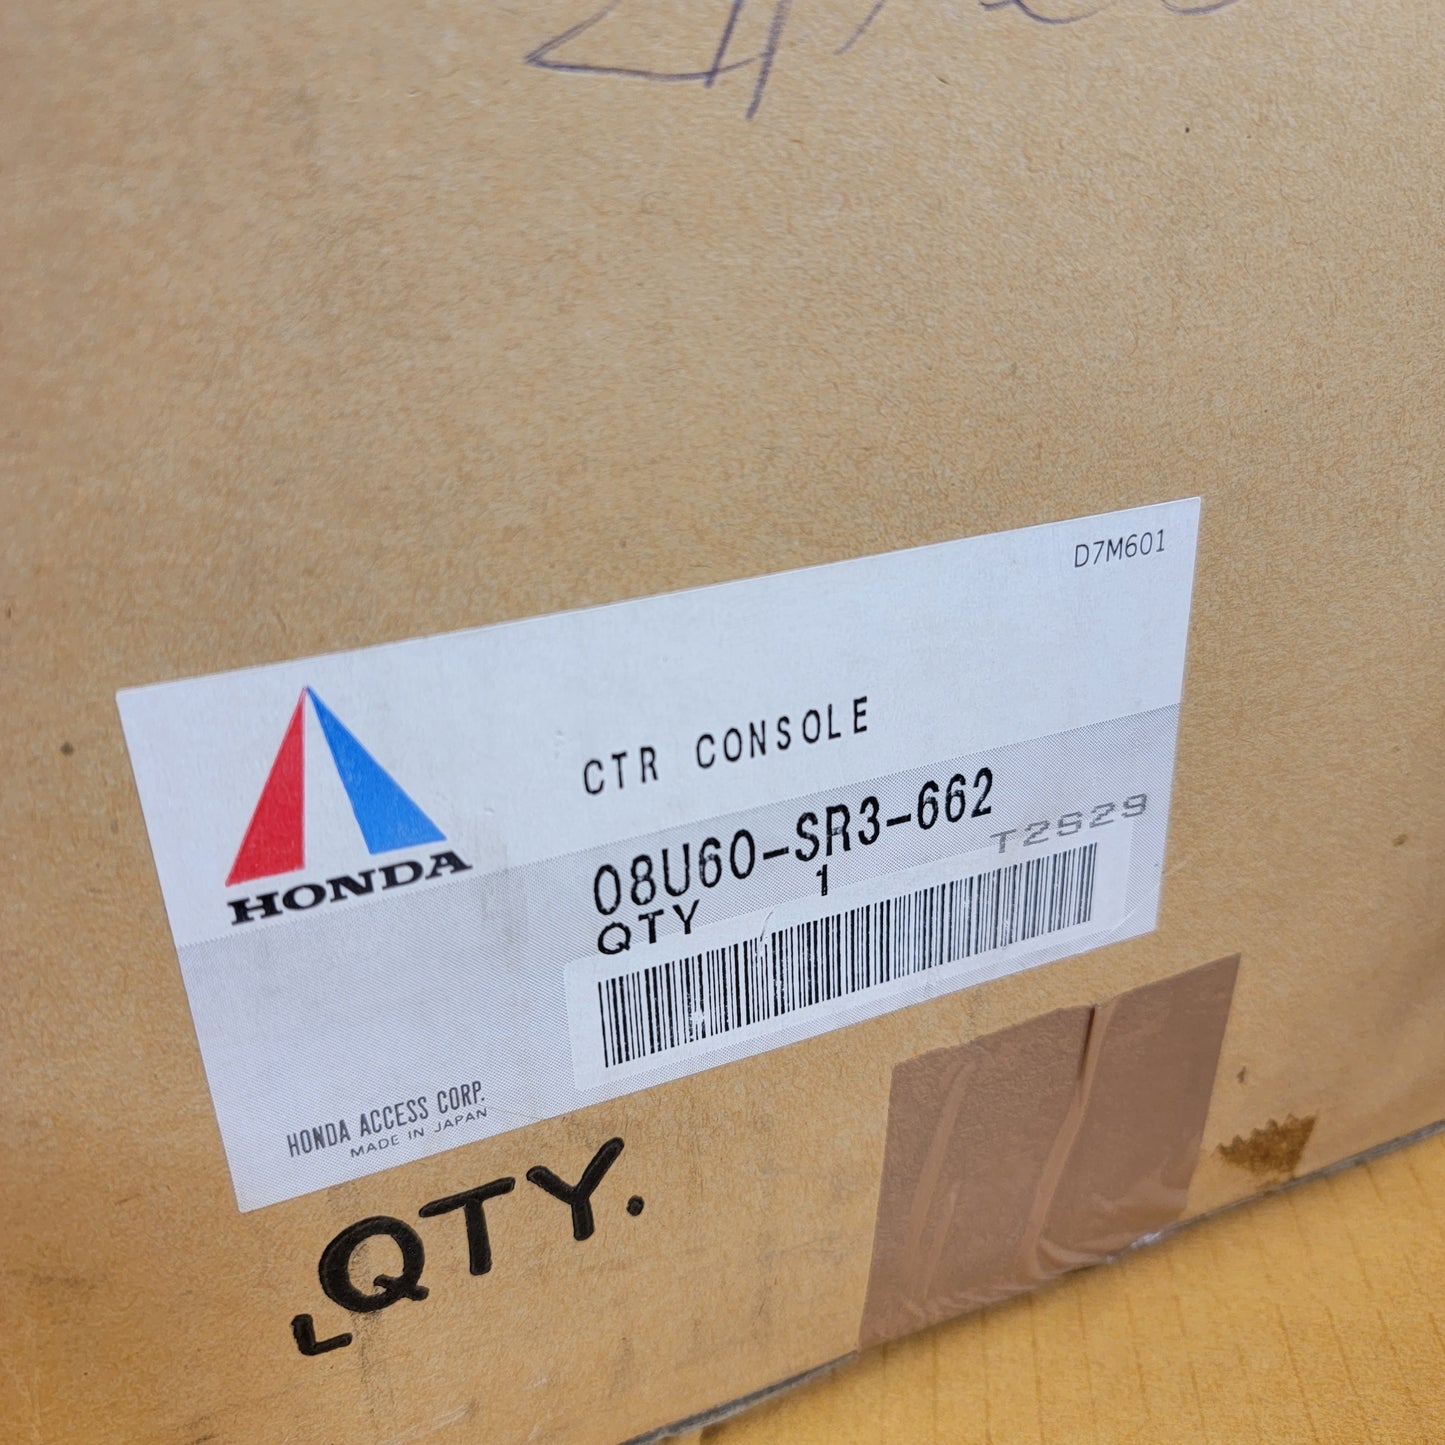 D7M601
CTR CONSOLE
08U60-SR3-662
T2S29
QTY 1
HONDA
HONDA ACCESS CORP.
MADE IN JAPAN
QTY.